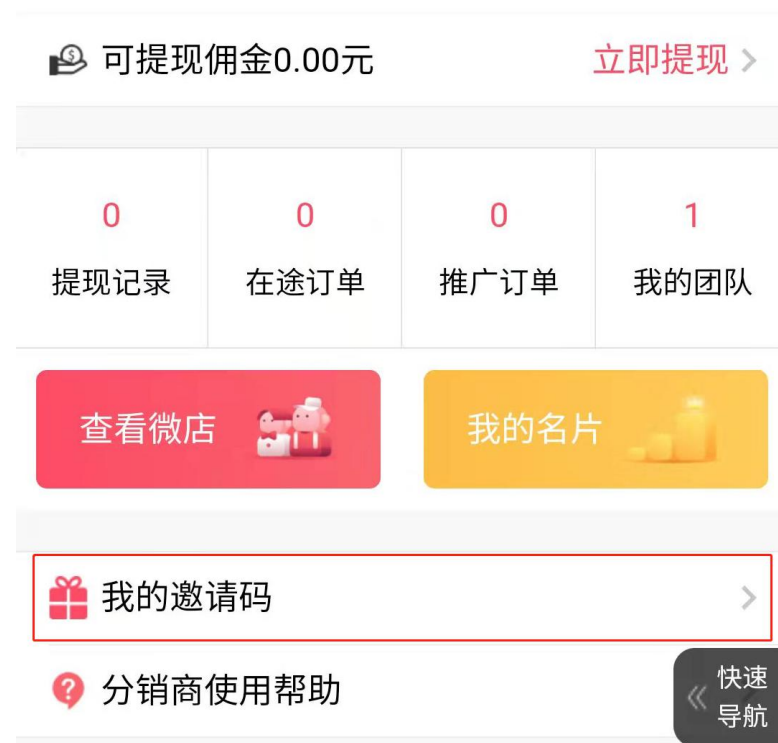 可提现佣金0.00元 立即提现
0 0 0 1
提现记录 在途订单 推广订单 我的团队
查看微店 我的名片
我的邀请码
分销商使用帮助
快速
导航